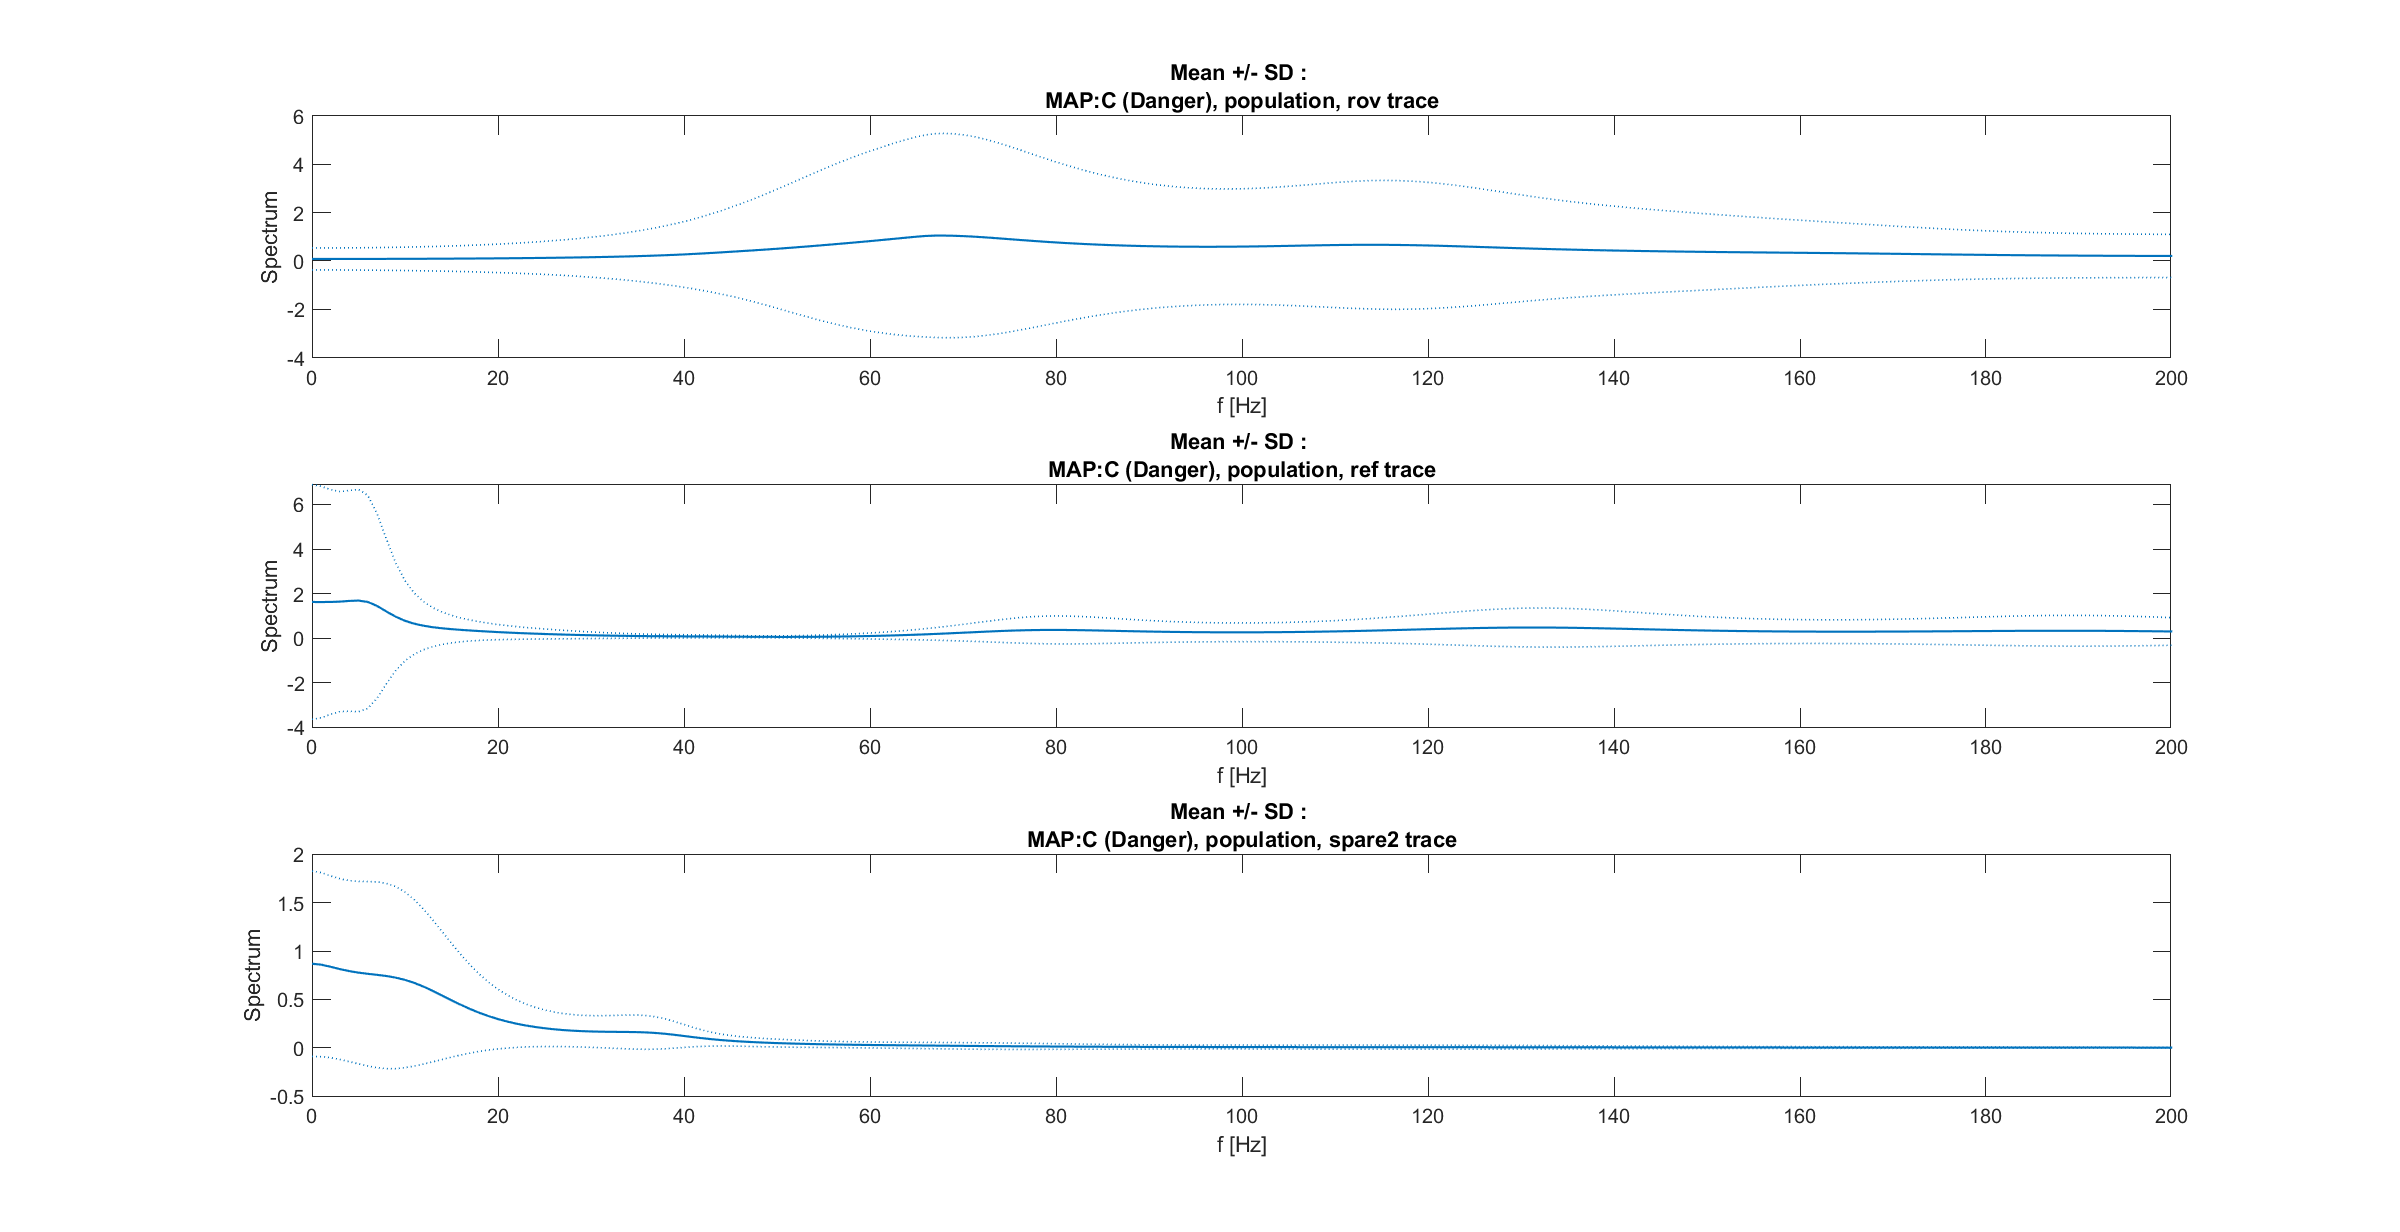 Mean +/- SD :
MAP:C (Danger), population, rov trace
6
4
2
0
-2
-4
Spectrum
0 20 40 60 80 100 120 140 160 180 200
f [Hz]
Mean +/- SD :
MAP:C (Danger), population, ref trace
6
4
2
0
-2
-4
Spectrum
0 20 40 60 80 100 120 140 160 180 200
f [Hz]
Mean +/- SD :
MAP:C (Danger), population, spare2 trace
2
1.5
1
0.5
0
-0.5
Spectrum
0 20 40 60 80 100 120 140 160 180 200
f [Hz]